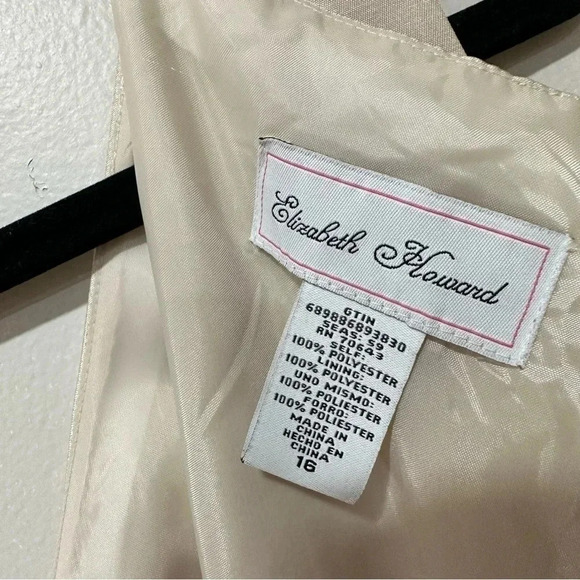 Elizabeth Howard
GTIN
689886893830
SEAS: S9
RN 70643
SELF:
100% POLYESTER
LINING:
100% POLYESTER
UNO MISMO:
100% POLIESTER
FORRO:
100% POLIESTER
MADE IN
CHINA
HECHO EN
CHINA
16